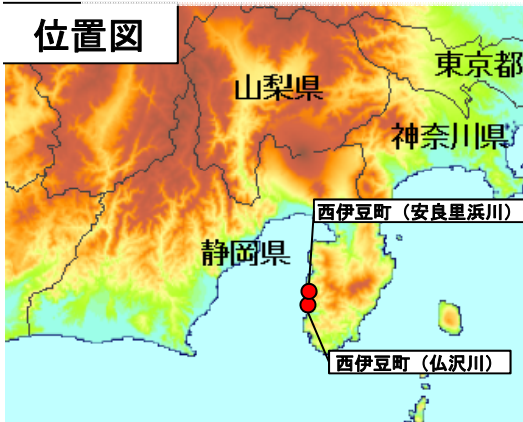 位置図
東京都
山梨県
神奈川県
西伊豆町（安良里浜川）
静岡県
西伊豆町（仏沢川）